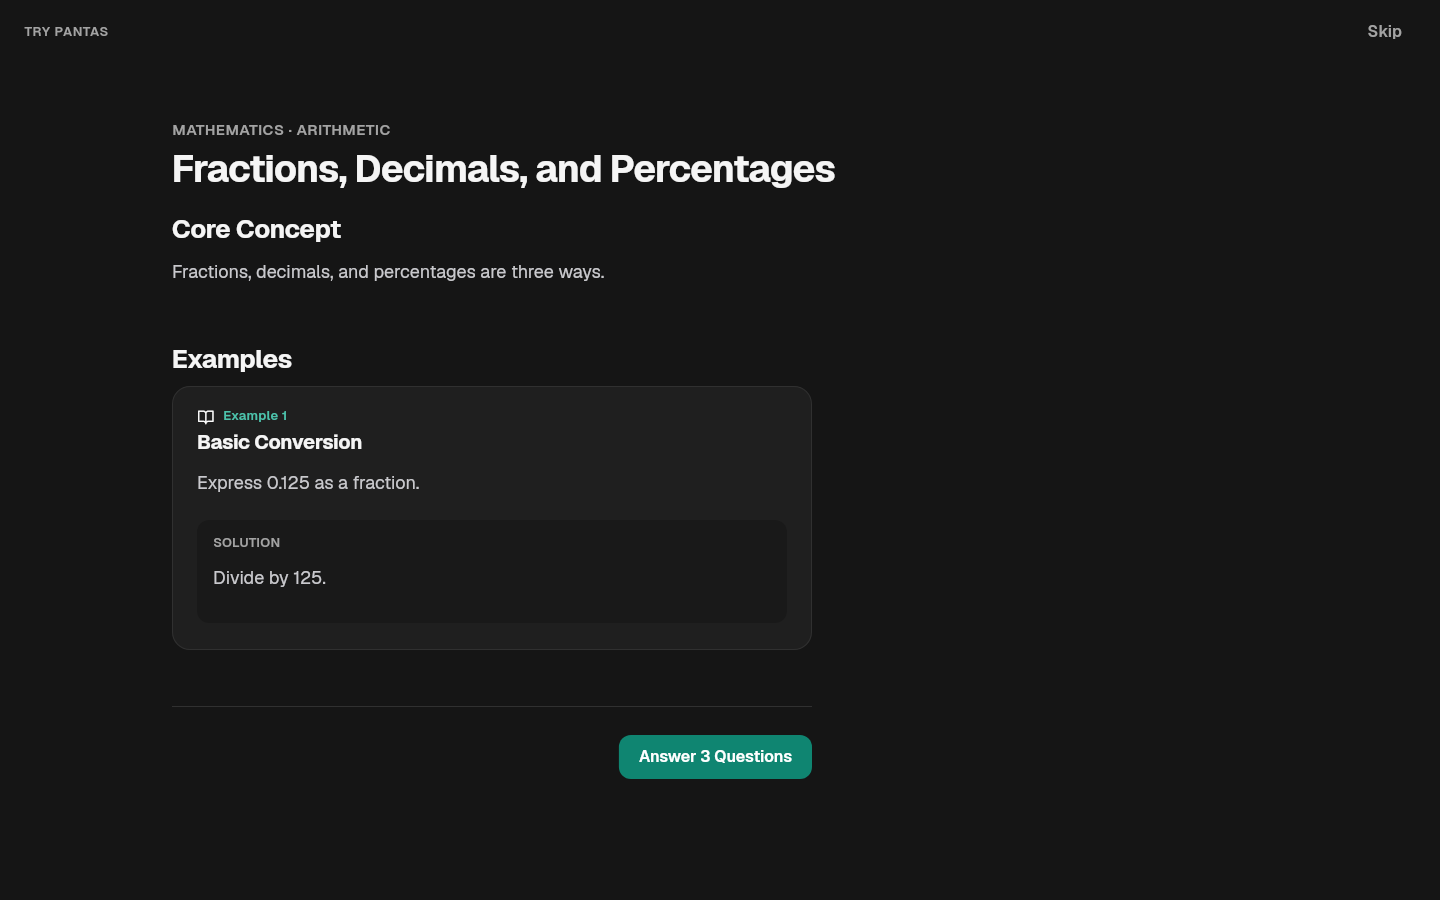 TRY PANTAS
Skip
MATHEMATICS · ARITHMETIC
Fractions, Decimals, and Percentages
Core Concept
Fractions, decimals, and percentages are three ways.
Examples
Example 1
Basic Conversion
Express 0.125 as a fraction.
SOLUTION
Divide by 125.
Answer 3 Questions